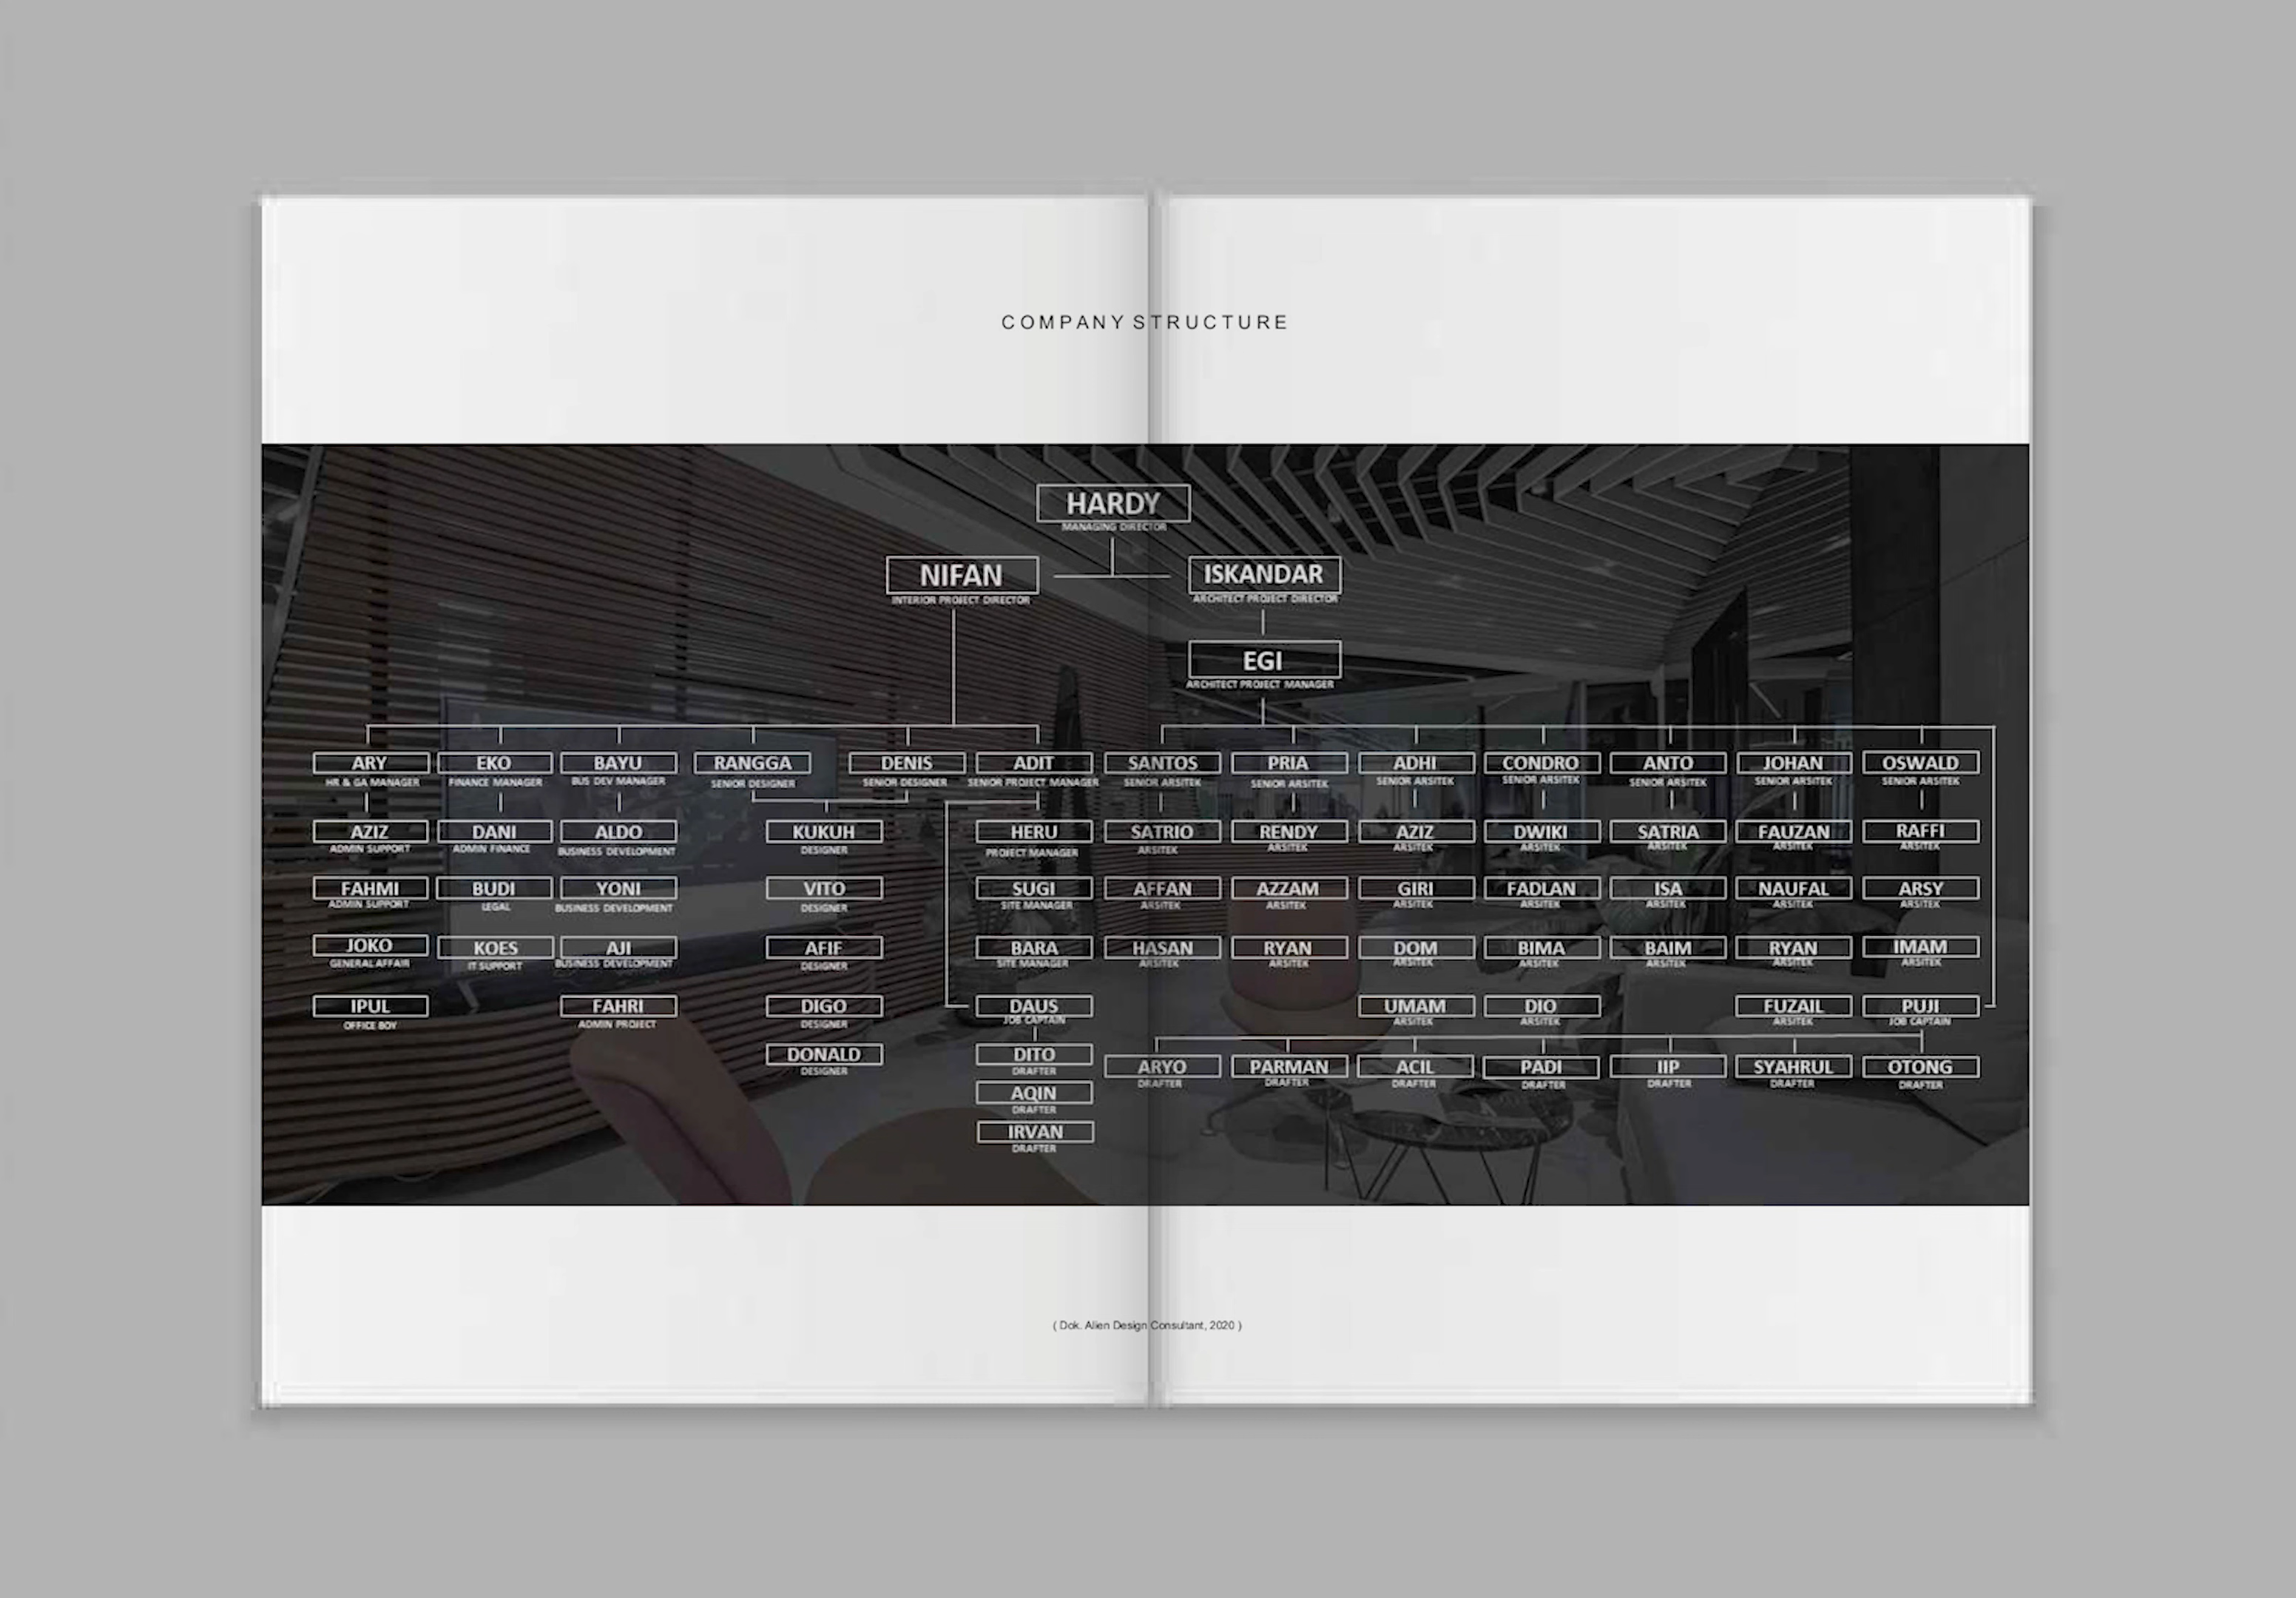 COMPANY STRUCTURE
HARDY
MANAGING DIRECTOR
NIFAN
INTERIOR PROJECT DIRECTOR
ISKANDAR
ARCHITECT PROJECT DIRECTOR
EGI
ARCHITECT PROJECT MANAGER
ARY EKO BAYU RANGGA DENIS ADIT SANTOS PRIA ADHI CONDRO ANTO JOHAN OSWALD
HR & GA MANAGER FINANCE MANAGER BUS DEV MANAGER SENIOR DESIGNER SENIOR DESIGNER SENIOR PROJECT MANAGER SENIOR ARSITEK SENIOR ARSITEK SENIOR ARSITEK SENIOR ARSITEK SENIOR ARSITEK SENIOR ARSITEK SENIOR ARSITEK
AZIZ DANI ALDO KUKUH HERU SATRIO RENDY AZIZ DWIKI SATRIA FAUZAN RAFFI
ADMIN SUPPORT ADMIN FINANCE BUSINESS DEVELOPMENT DESIGNER PROJECT MANAGER ARSITEK ARSITEK ARSITEK ARSITEK ARSITEK ARSITEK ARSITEK
FAHMI BUDI YONI VITO SUGI AFFAN AZZAM GIRI FADLAN ISA NAUFAL ARSY
ADMIN SUPPORT LEGAL BUSINESS DEVELOPMENT DESIGNER SITE MANAGER ARSITEK ARSITEK ARSITEK ARSITEK ARSITEK ARSITEK ARSITEK
JOKO KOES AJI AFIF BARA HASAN RYAN DOM BIMA BAIM RYAN IMAM
GENERAL AFFAIR IT SUPPORT BUSINESS DEVELOPMENT DESIGNER SITE MANAGER ARSITEK ARSITEK ARSITEK ARSITEK ARSITEK ARSITEK ARSITEK
IPUL FAHRI DIGO DAUS UMAM DIO FUZAIL PUJI
OFFICE BOY ADMIN PROJECT DESIGNER JOB CAPTAIN ARSITEK ARSITEK ARSITEK JOB CAPTAIN
DONALD DITO ARYO PARMAN ACIL PADI IIP SYAHRUL OTONG
DESIGNER DRAFTER DRAFTER DRAFTER DRAFTER DRAFTER DRAFTER DRAFTER DRAFTER
AQIN
DRAFTER
IRVAN
DRAFTER
( Dok. Alien Design Consultant, 2020 )